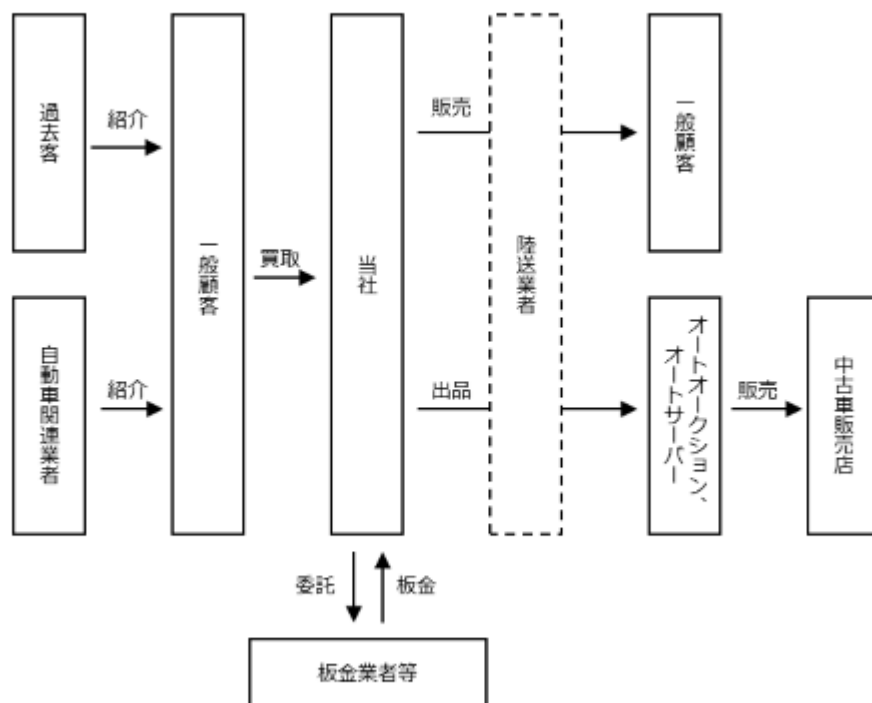 過去客
紹介
一般顧客
買取
当社
販売
陸送業者
一般顧客
自動車関連業者
紹介
出品
オートオークション、
オートサーバー
販売
中古車販売店
委託
板金
板金業者等